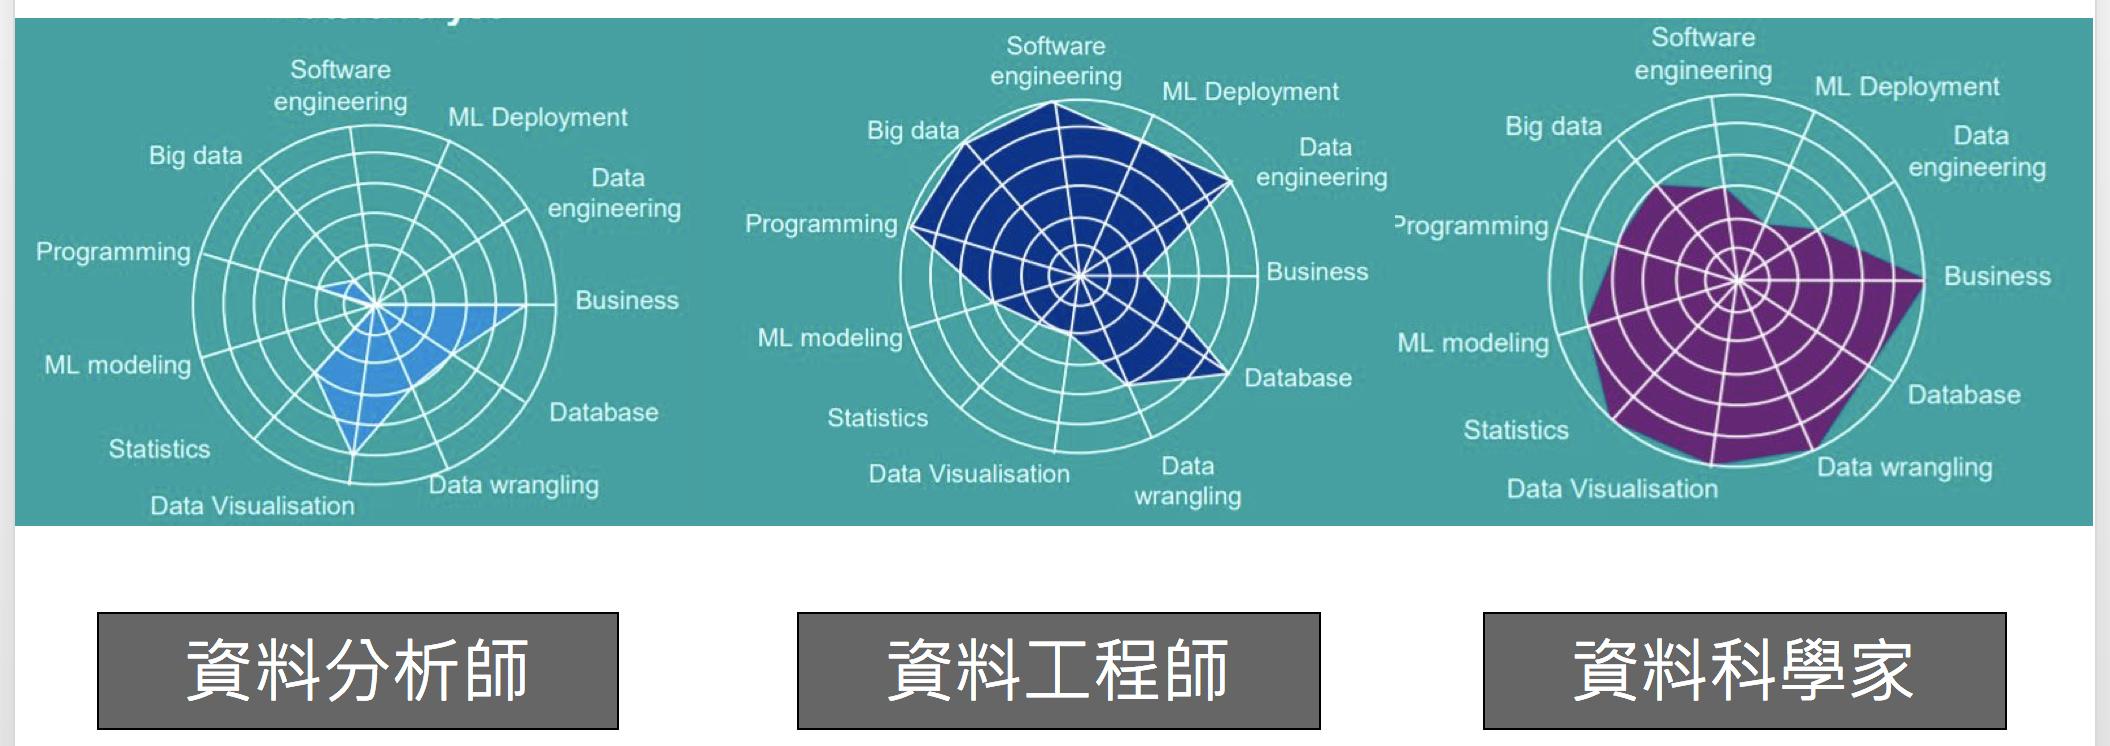 Software
engineering
ML Deployment
Big data
Data
engineering
Programming
Business
ML modeling
Database
Statistics
Data wrangling
Data Visualisation
Software
engineering
ML Deployment
Big data
Data
engineering
Programming
Business
ML modeling
Database
Statistics
Data Visualisation
Data
wrangling
Software
engineering
ML Deployment
Big data
Data
engineering
Programming
Business
ML modeling
Database
Statistics
Data wrangling
Data Visualisation
資料分析師
資料工程師
資料科學家